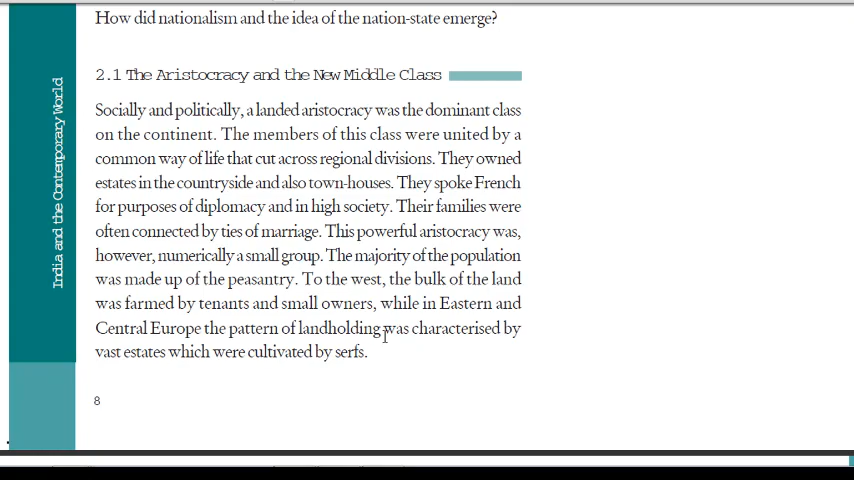 How did nationalism and the idea of the nation-state emerge?
2.1 The Aristocracy and the New Middle Class
Socially and politically, a landed aristocracy was the dominant class
on the continent. The members of this class were united by a
common way of life that cut across regional divisions. They owned
estates in the countryside and also town-houses. They spoke French
for purposes of diplomacy and in high society. Their families were
often connected by ties of marriage. This powerful aristocracy was,
however, numerically a small group. The majority of the population
was made up of the peasantry. To the west, the bulk of the land
was farmed by tenants and small owners, while in Eastern and
Central Europe the pattern of landholding was characterised by
vast estates which were cultivated by serfs.
8
India and the Contemporary World